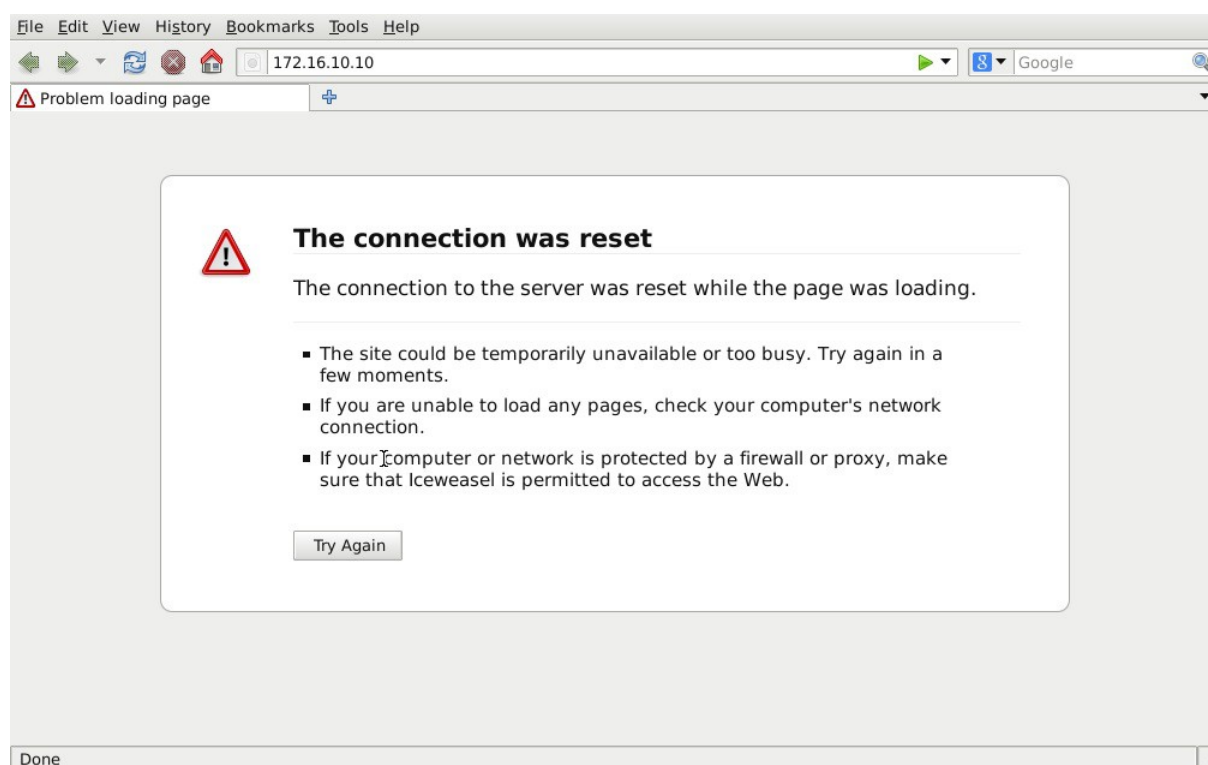 File Edit View History Bookmarks Tools Help
172.16.10.10
8
Google
Problem loading page
The connection was reset
The connection to the server was reset while the page was loading.
The site could be temporarily unavailable or too busy. Try again in a
few moments.
If you are unable to load any pages, check your computer's network
connection.
If your computer or network is protected by a firewall or proxy, make
sure that Iceweasel is permitted to access the Web.
Try Again
Done